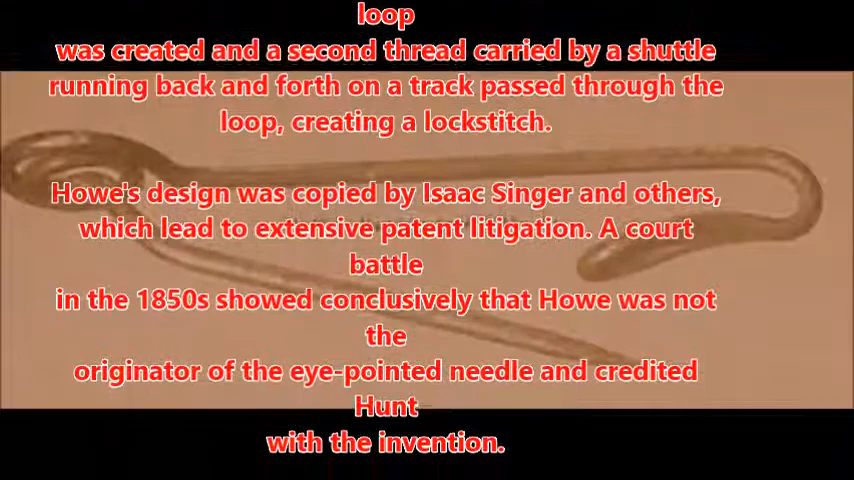 loop
was created and a second thread carried by a shuttle
running back and forth on a track passed through the
loop, creating a lockstitch.
Howe's design was copied by Isaac Singer and others,
which lead to extensive patent litigation. A court
battle
in the 1850s showed conclusively that Howe was not
the
originator of the eye-pointed needle and credited
Hunt
with the invention.